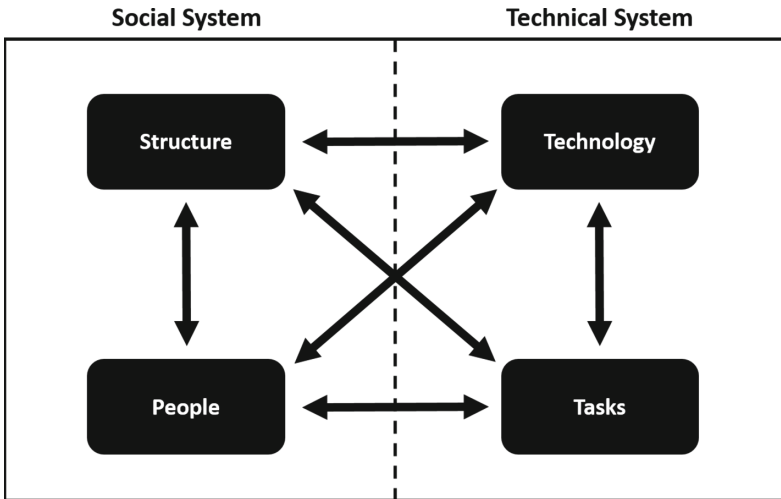 Social System
Technical System
Structure
Technology
People
Tasks